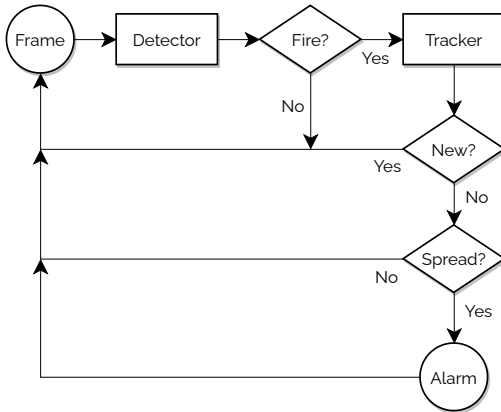 Frame
Detector
Fire?
Yes
Tracker
No
New?
Yes
No
Spread?
No
Yes
Alarm